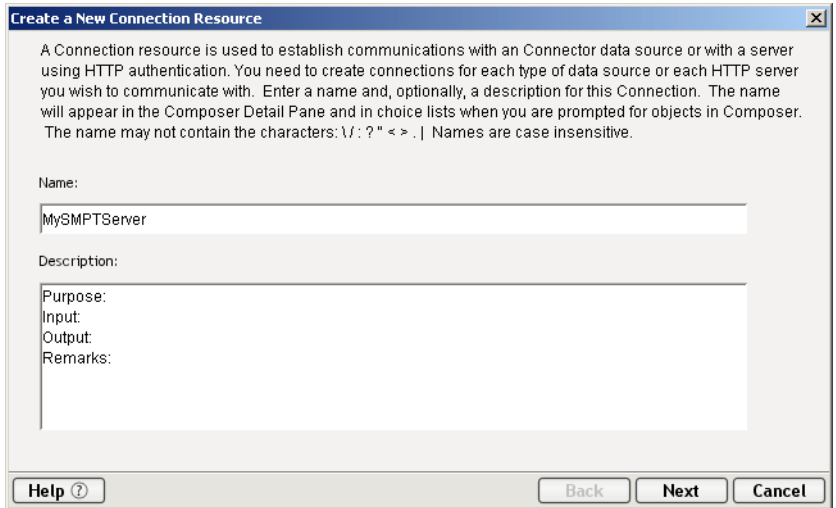 Create a New Connection Resource
A Connection resource is used to establish communications with an Connector data source or with a server
using HTTP authentication. You need to create connections for each type of data source or each HTTP server
you wish to communicate with. Enter a name and, optionally, a description for this Connection. The name
will appear in the Composer Detail Pane and in choice lists when you are prompted for objects in Composer.
The name may not contain the characters: \ / : ? " < > . | Names are case insensitive.
Name:
MySMPTServer
Description:
Purpose:
Input:
Output:
Remarks:
Help ?
Back
Next
Cancel